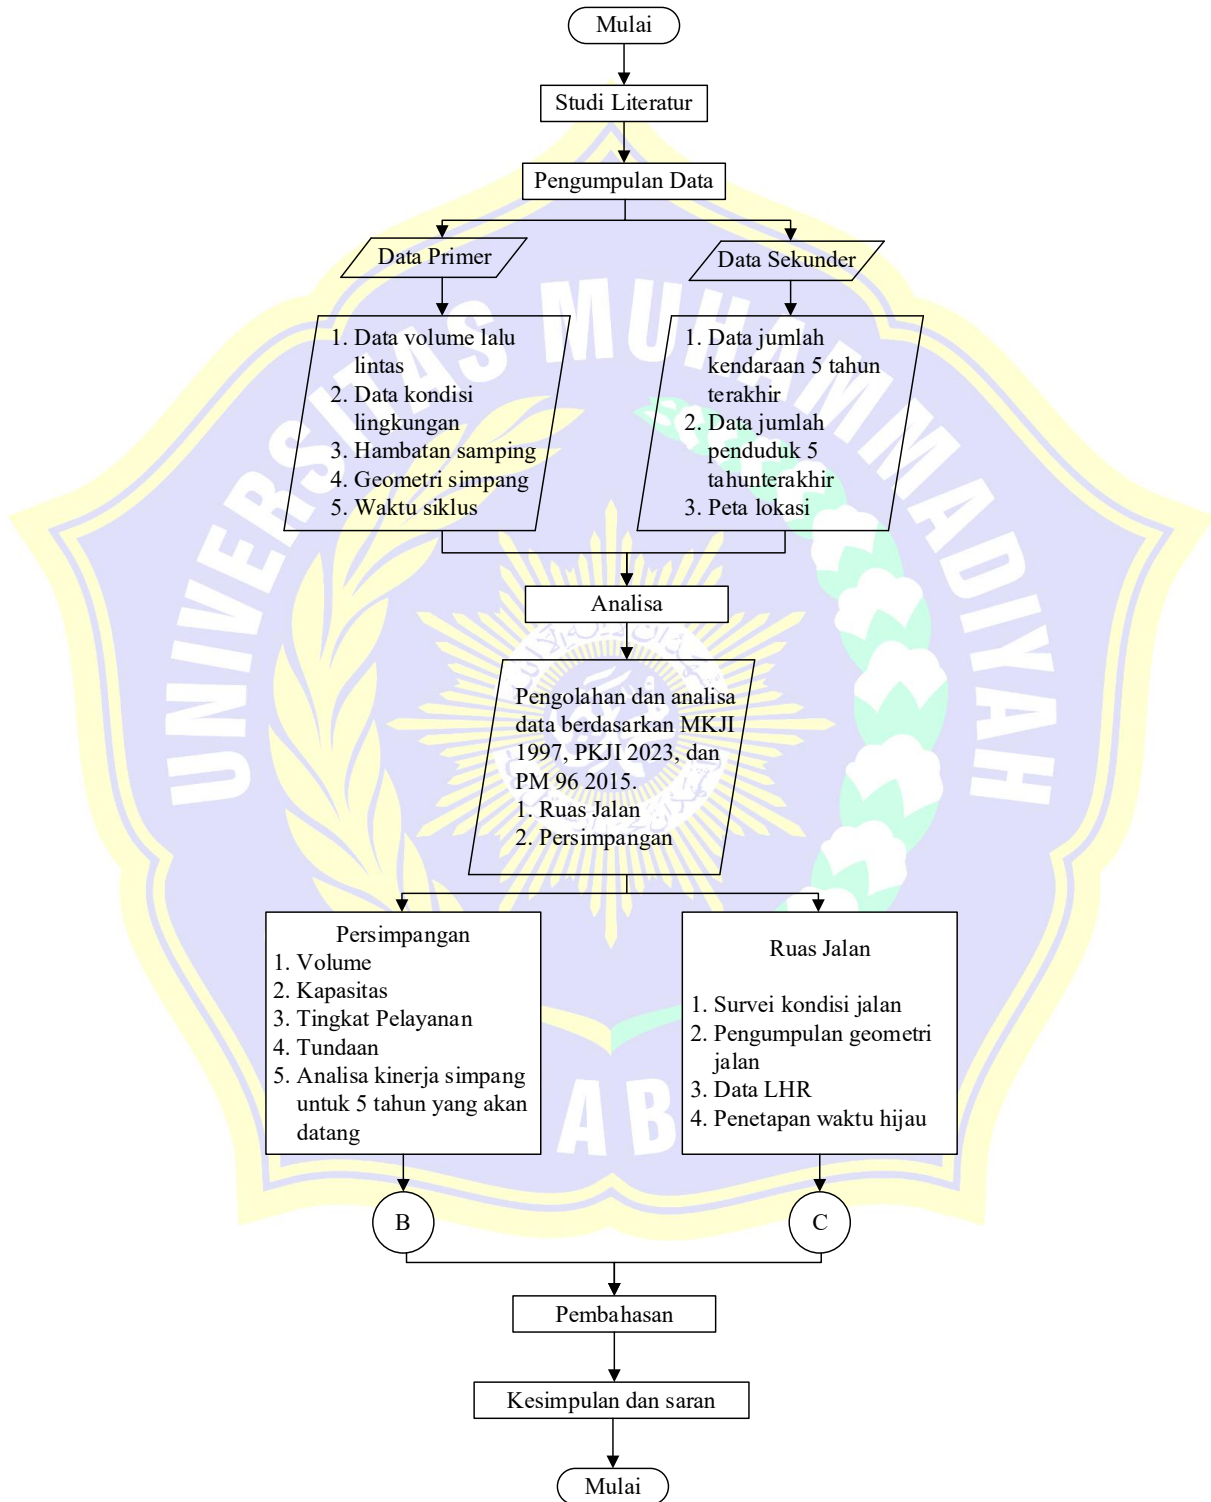 Mulai
Studi Literatur
Pengumpulan Data
Data Primer
Data Sekunder
1. Data volume lalu
lintas
2. Data kondisi
lingkungan
3. Hambatan samping
4. Geometri simpang
5. Waktu siklus
1. Data jumlah
kendaraan 5 tahun
terakhir
2. Data jumlah
penduduk 5
tahunterakhir
3. Peta lokasi
Analisa
Pengolahan dan analisa
data berdasarkan MKJI
1997, PKJI 2023, dan
PM 96 2015.
1. Ruas Jalan
2. Persimpangan
Persimpangan
1. Volume
2. Kapasitas
3. Tingkat Pelayanan
4. Tundaan
5. Analisa kinerja simpang
untuk 5 tahun yang akan
datang
Ruas Jalan
1. Survei kondisi jalan
2. Pengumpulan geometri
jalan
3. Data LHR
4. Penetapan waktu hijau
B
C
Pembahasan
Kesimpulan dan saran
Mulai
UNIVERSITAS MUHAMMADIYAH
AB